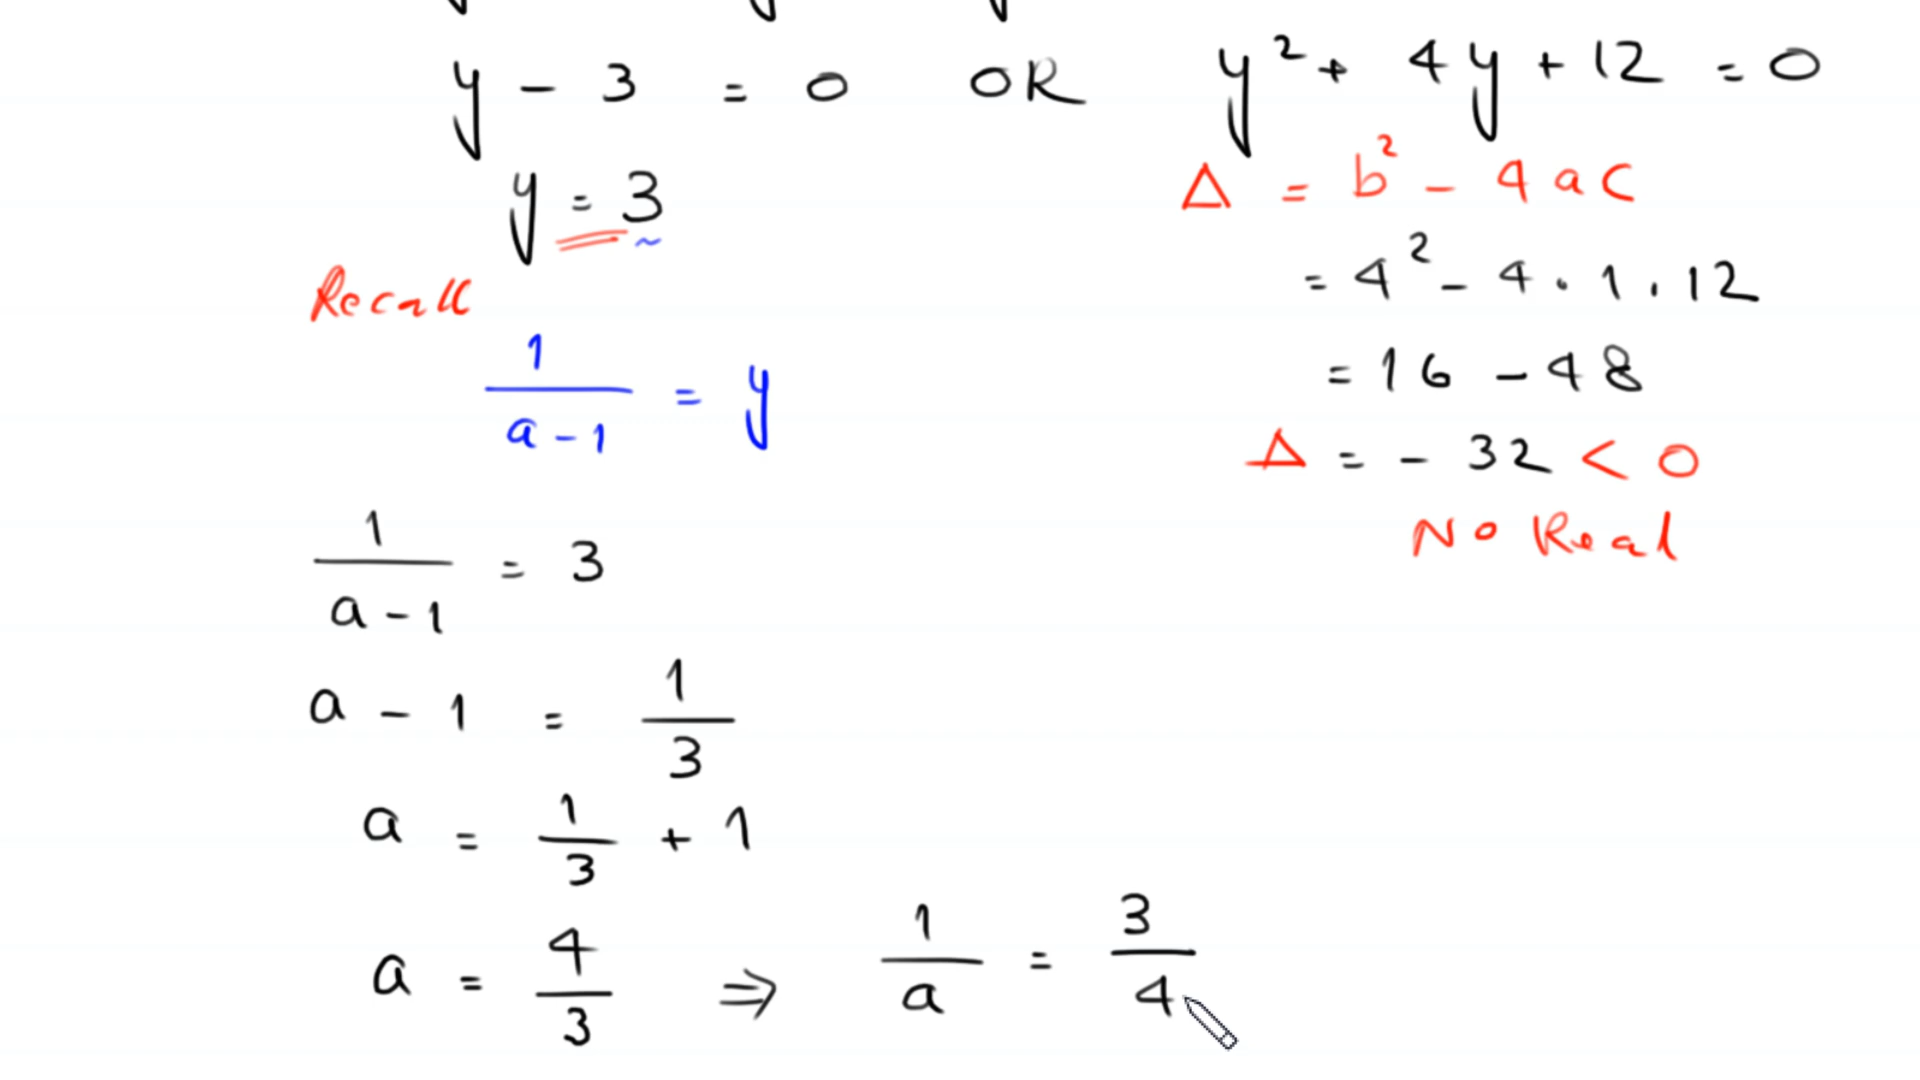 y - 3 = 0 OR y² + 4y + 12 = 0
y = 3
Δ = b² - 4ac
= 4² - 4 . 1 . 12
Recall
1/(a - 1) = y
= 16 - 48
Δ = - 32 < 0
No Real
1/(a - 1) = 3
a - 1 = 1/3
a = 1/3 + 1
a = 4/3 ⇒ 1/a = 3/4